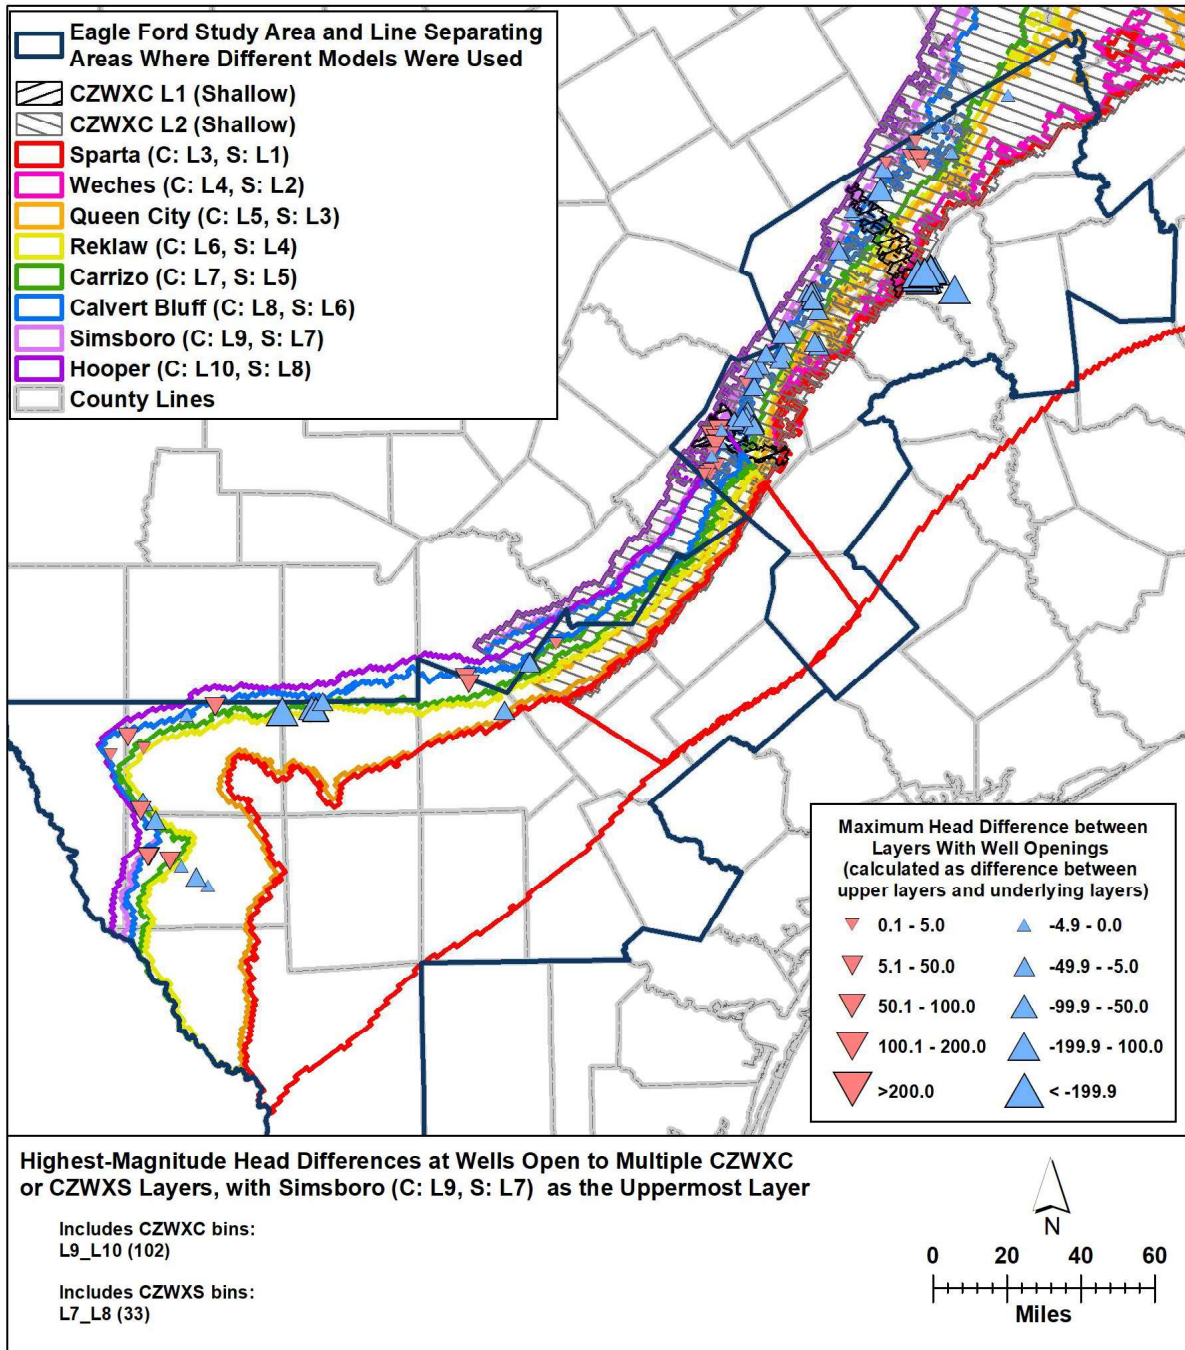 Eagle Ford Study Area and Line Separating
Areas Where Different Models Were Used
CZWXC L1 (Shallow)
CZWXC L2 (Shallow)
Sparta (C: L3, S: L1)
Weches (C: L4, S: L2)
Queen City (C: L5, S: L3)
Reklaw (C: L6, S: L4)
Carrizo (C: L7, S: L5)
Calvert Bluff (C: L8, S: L6)
Simsboro (C: L9, S: L7)
Hooper (C: L10, S: L8)
County Lines
Maximum Head Difference between
Layers With Well Openings
(calculated as difference between
upper layers and underlying layers)
0.1 - 5.0
-4.9 - 0.0
5.1 - 50.0
-49.9 - -5.0
50.1 - 100.0
-99.9 - -50.0
100.1 - 200.0
-199.9 - 100.0
>200.0
< -199.9
Highest-Magnitude Head Differences at Wells Open to Multiple CZWXC
or CZWXS Layers, with Simsboro (C: L9, S: L7) as the Uppermost Layer
Includes CZWXC bins:
L9_L10 (102)
Includes CZWXS bins:
L7_L8 (33)
N
0 20 40 60
Miles